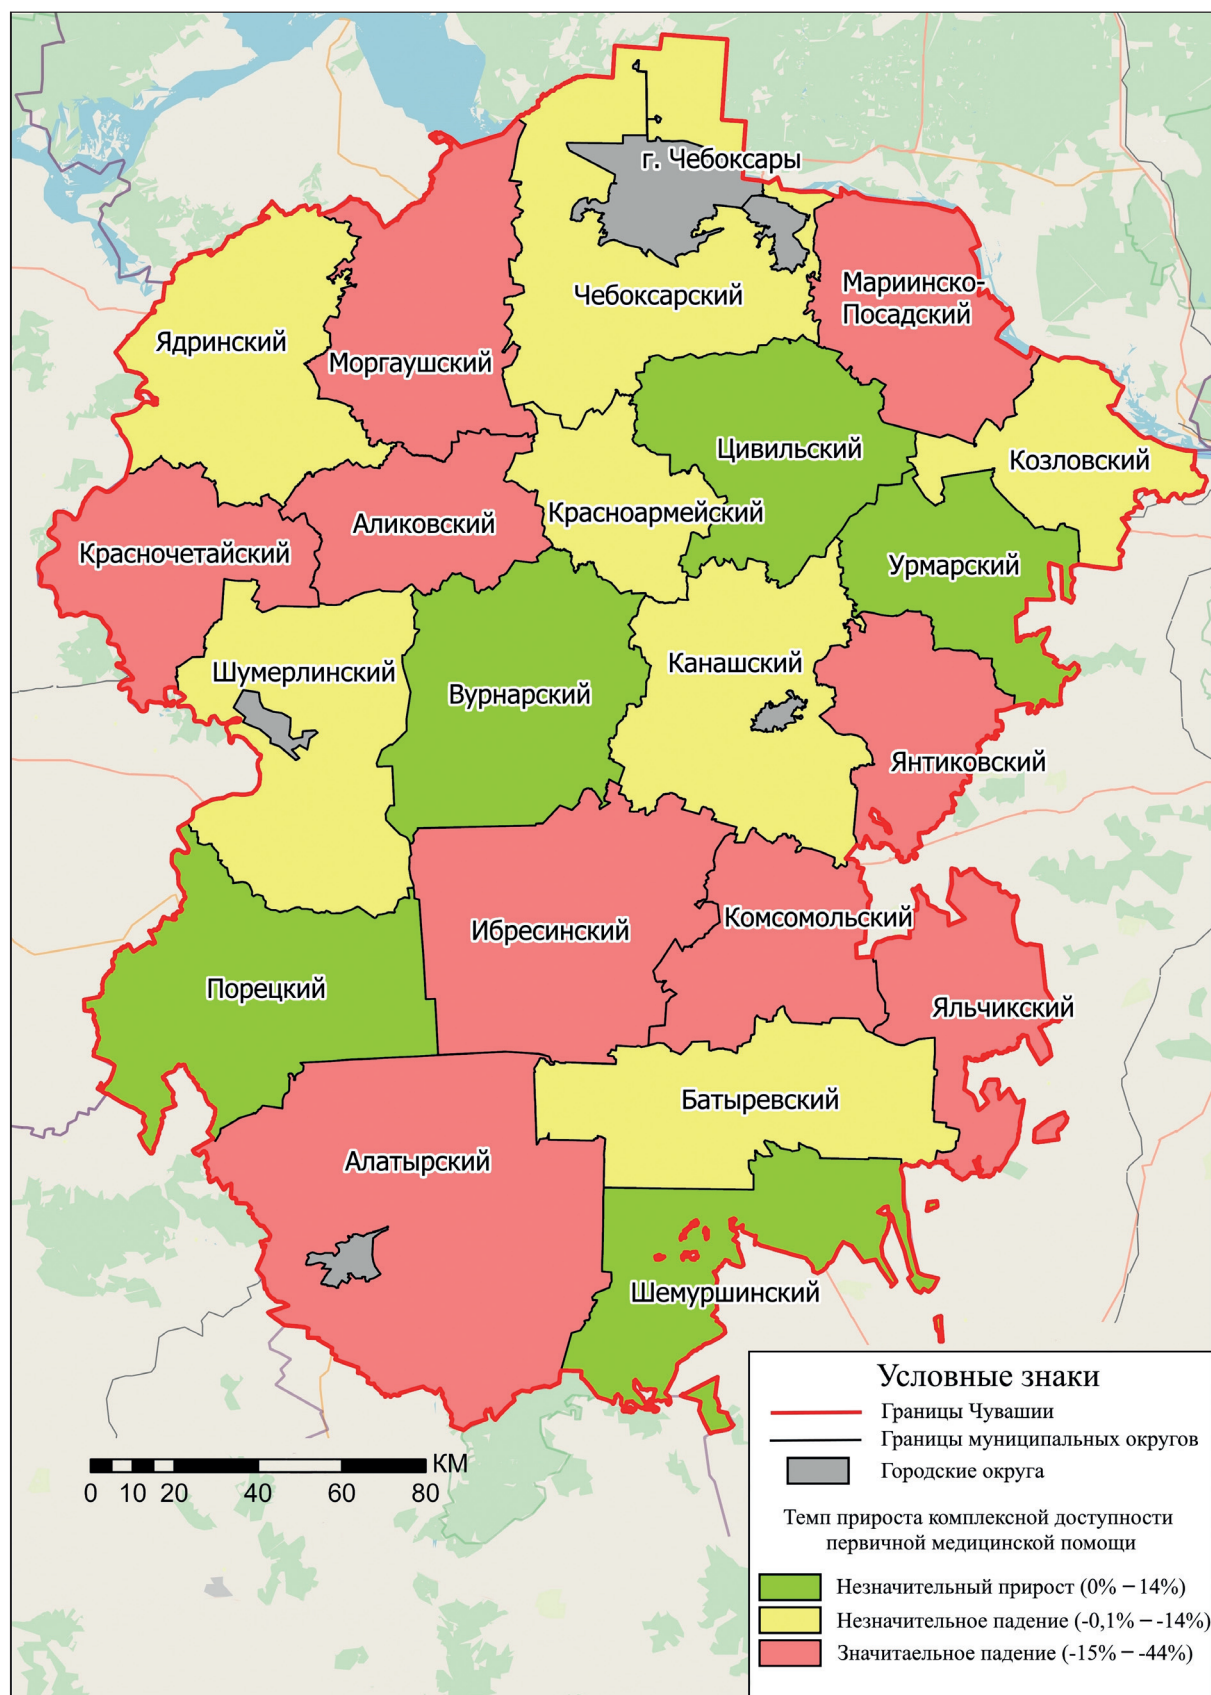 г. Чебоксары
Мариинско-
Посадский
Чебоксарский
Ядринский
Моргаушский
Цивильский
Козловский
Красноармейский
Аликовский
Красночетайский
Урмарский
Шумерлинский
Канашский
Вурнарский
Янтиковский
Комсомольский
Ибресинский
Порецкий
Яльчикский
Батыревский
Алатырский
Шемуршинский
Условные знаки
Границы Чувашии
Границы муниципальных округов
Городские округа
Темп прироста комплексной доступности
первичной медицинской помощи
Незначительный прирост (0% – 14%)
Незначительное падение (-0,1% – -14%)
Значитаельное падение (-15% – -44%)
КМ
0 10 20 40 60 80